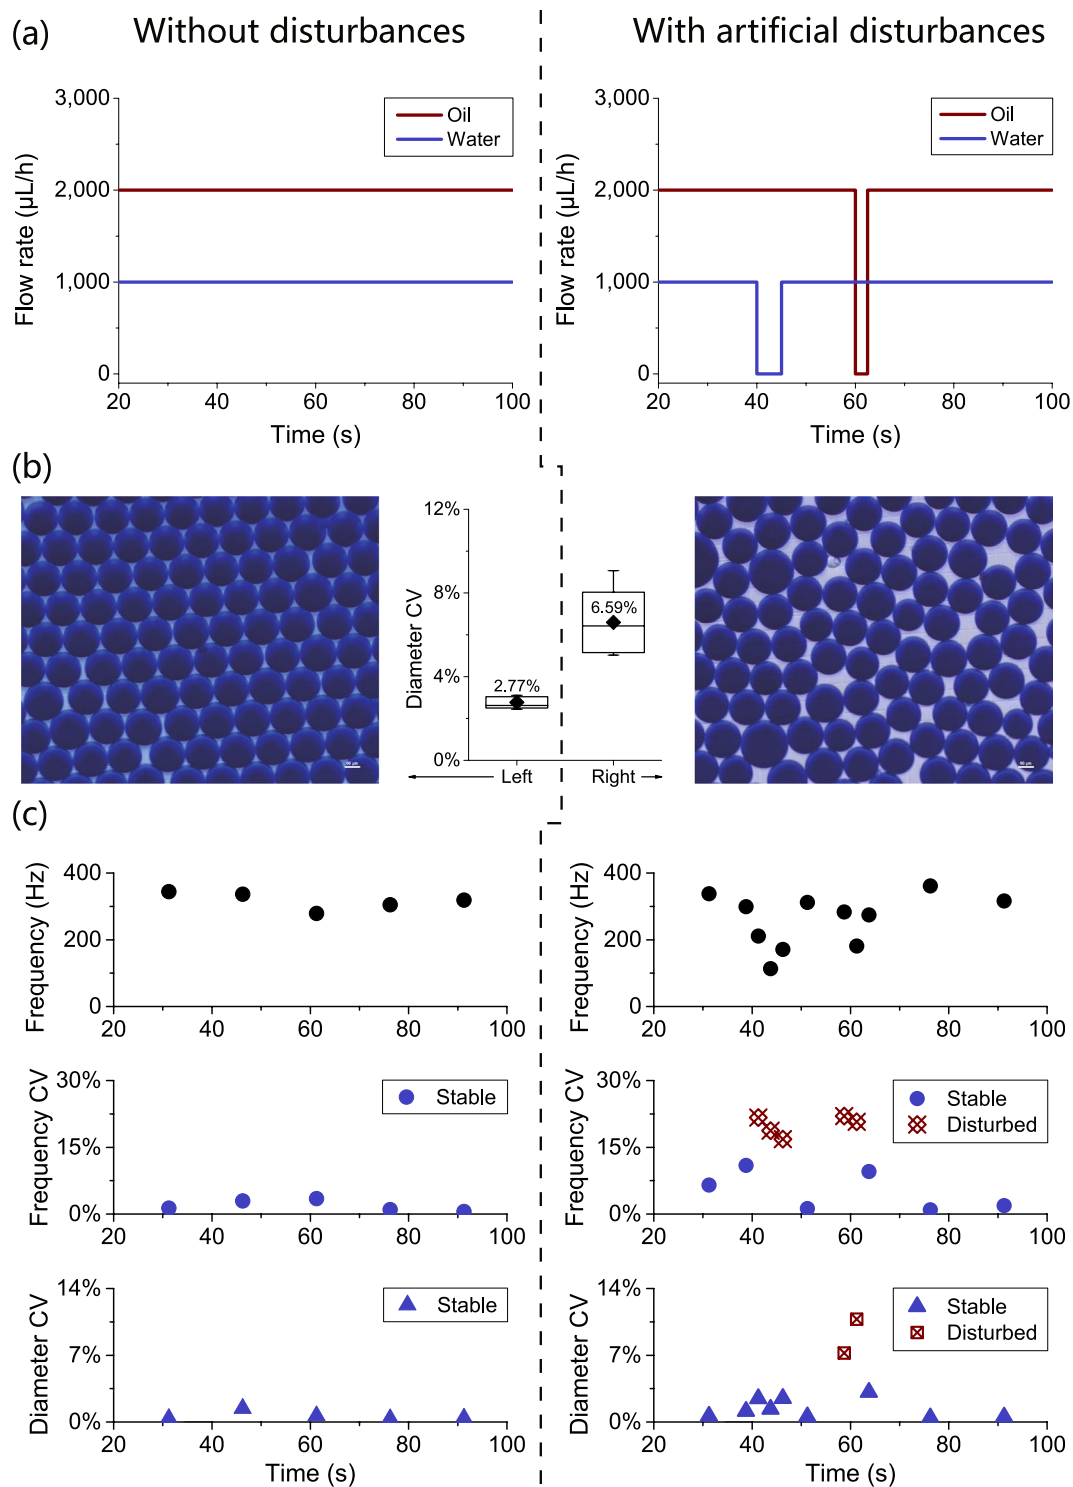 (a) Without disturbances With artificial disturbances
3,000 Oil 3,000 Oil
Water Water
2,000 2,000
Flow rate (µL/h) Flow rate (µL/h)
1,000 1,000
0 0
20 40 60 80 100 20 40 60 80 100
Time (s) Time (s)
(b)
12%
8%
6.59%
Diameter CV
4%
2.77%
0%
Left Right
(c)
400 400
Frequency (Hz) Frequency (Hz)
200 200
0 0
20 40 60 80 100 20 40 60 80 100
30% Stable 30% Stable
Disturbed
Frequency CV Frequency CV
15% 15%
0% 0%
20 40 60 80 100 20 40 60 80 100
14% Stable 14% Stable
Disturbed
Diameter CV Diameter CV
7% 7%
0% 0%
20 40 60 80 100 20 40 60 80 100
Time (s) Time (s)